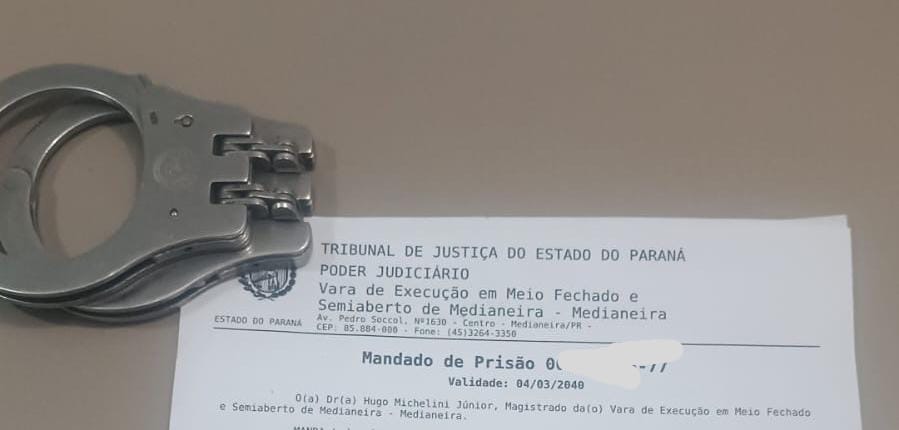 TRIBUNAL DE JUSTIÇA DO ESTADO DO PARANÁ
PODER JUDICIÁRIO
Vara de Execução em Meio Fechado e
Semiaberto de Medianeira - Medianeira
ESTADO DO PARANÁ
Av. Pedro Soccol, Nº1630 - Centro - Medianeira/PR -
CEP: 85.884-000 - Fone: (45)3264-3350
Mandado de Prisão
Validade: 04/03/2040
O(a) Dr(a) Hugo Michelini Júnior, Magistrado da(o) Vara de Execução em Meio Fechado
e Semiaberto de Medianeira - Medianeira.